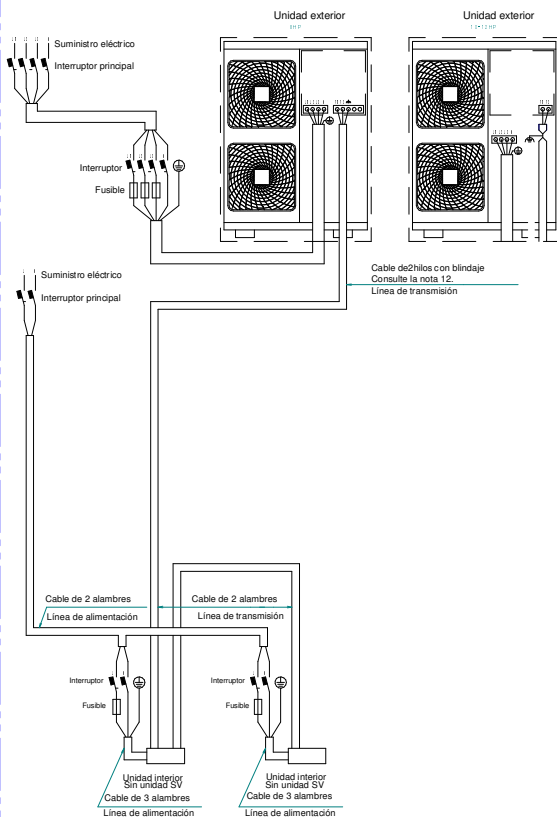 Unidad exterior
8HP
Unidad exterior
10~12HP
Suministro eléctrico
Interruptor principal
Interruptor
Fusible
Suministro eléctrico
Interruptor principal
Cable de2hilos con blindaje
Consulte la nota 12.
Línea de transmisión
Cable de 2 alambres
Línea de alimentación
Cable de 2 alambres
Línea de transmisión
Interruptor
Fusible
Interruptor
Fusible
Unidad interior
Sin unidad SV
Cable de 3 alambres
Línea de alimentación
Unidad interior
Sin unidad SV
Cable de 3 alambres
Línea de alimentación